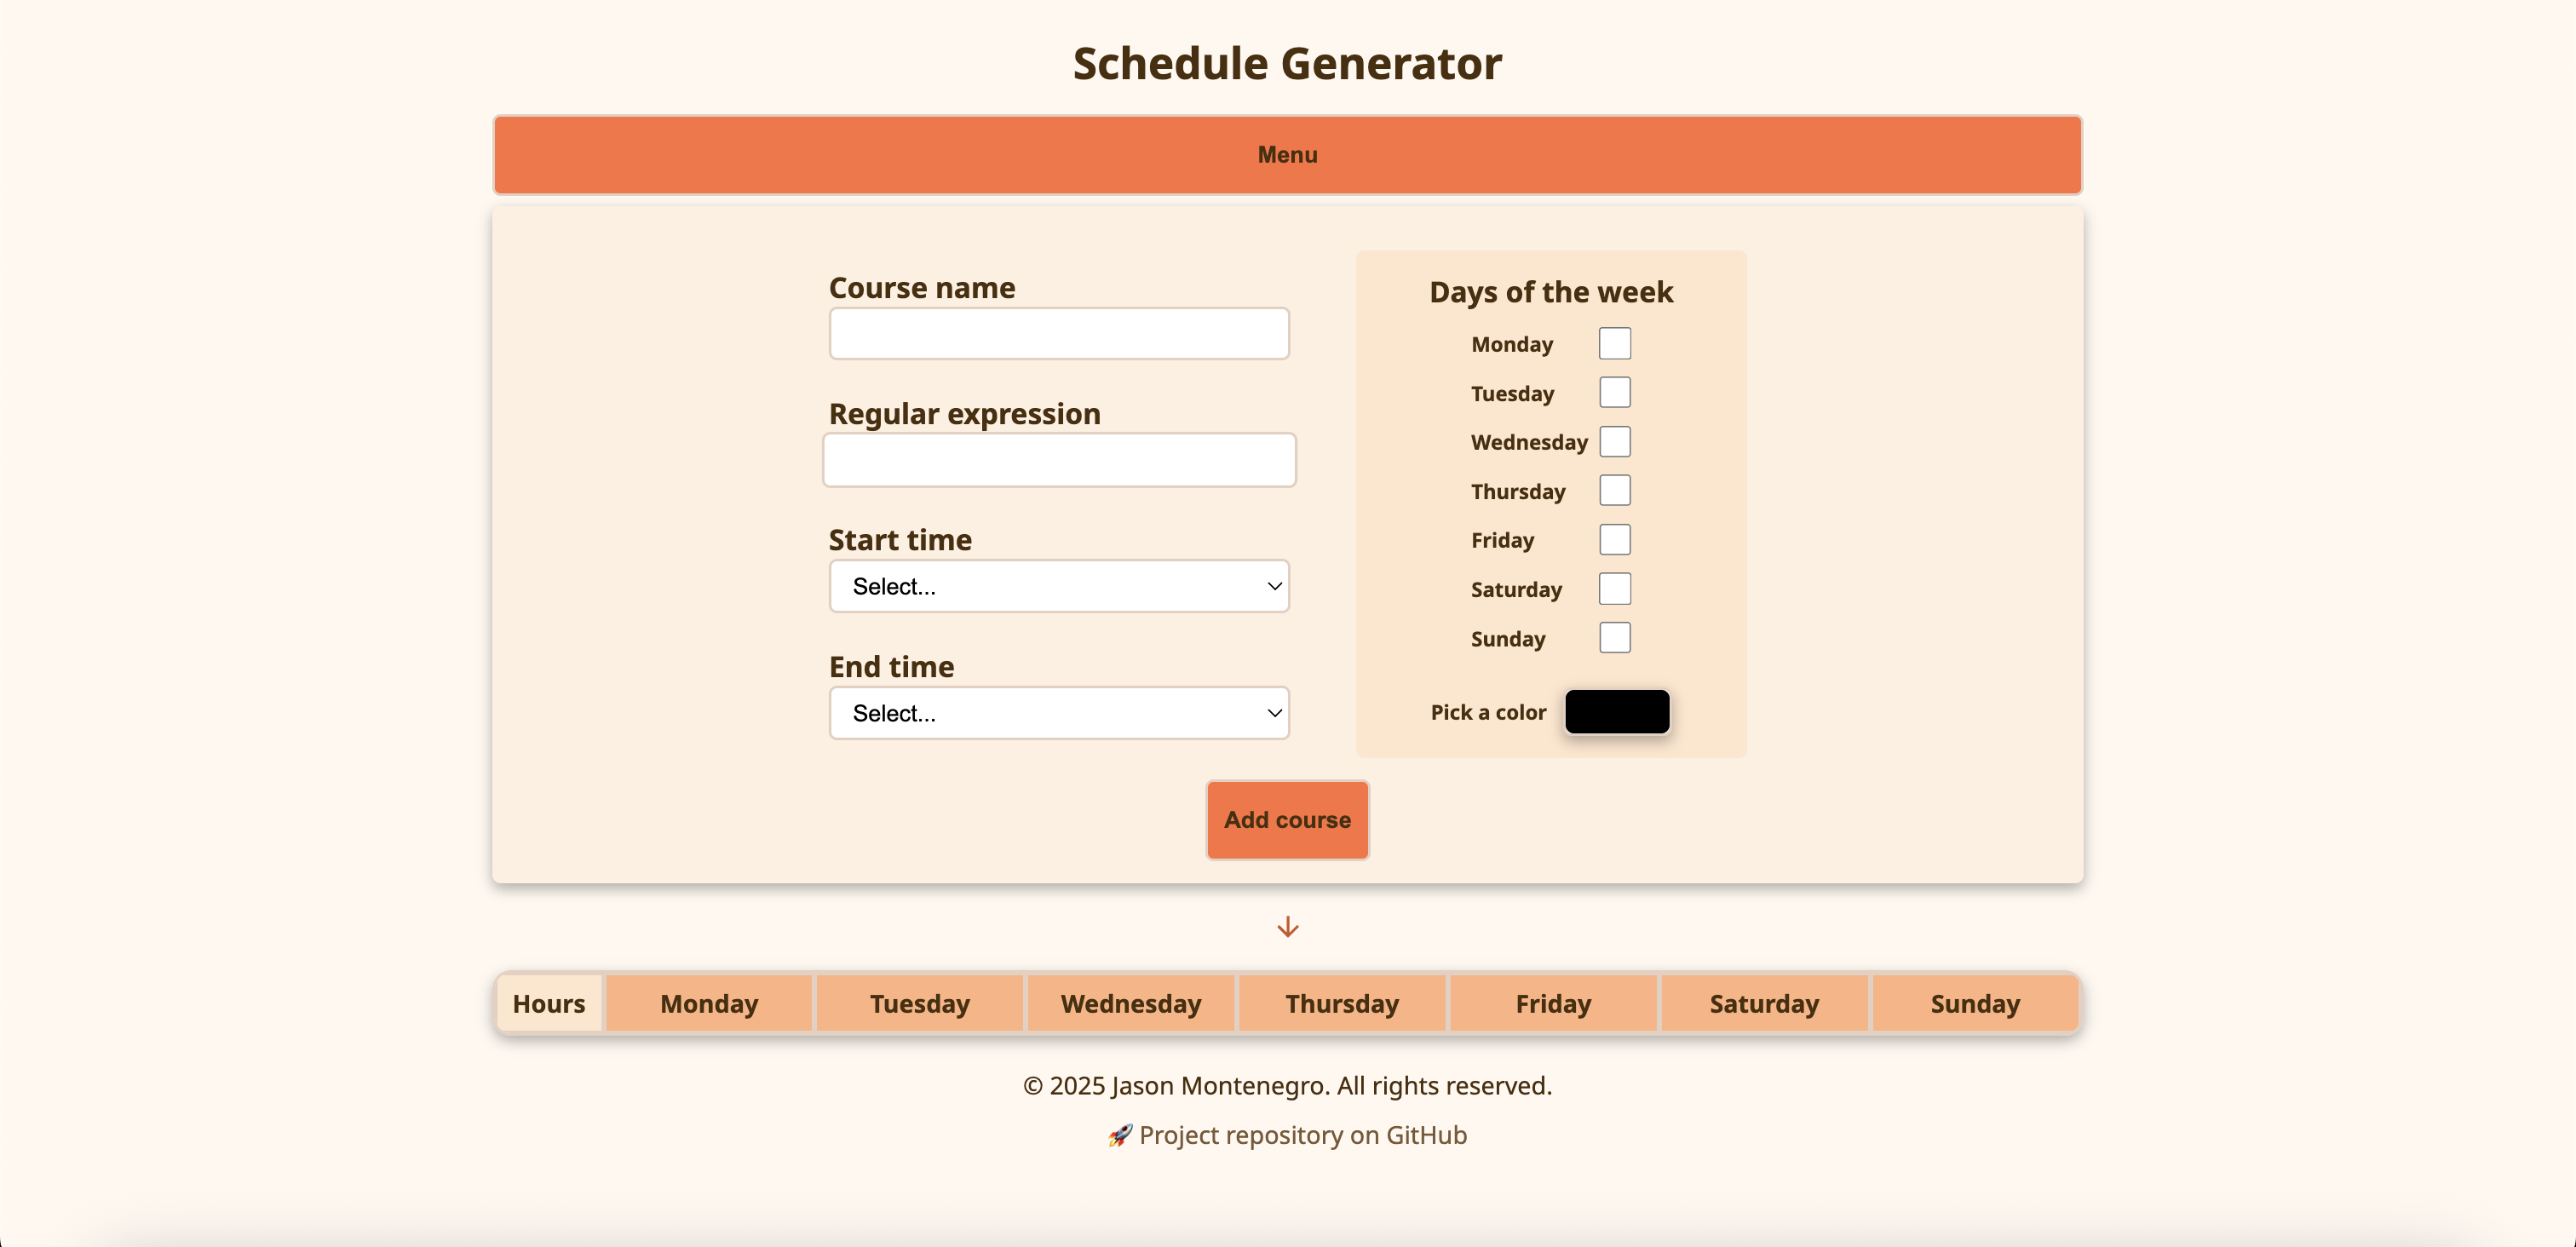 Schedule Generator
Menu
Course name
Regular expression
Start time
Select...
End time
Select...
Days of the week
Monday
Tuesday
Wednesday
Thursday
Friday
Saturday
Sunday
Pick a color
Add course
Hours Monday Tuesday Wednesday Thursday Friday Saturday Sunday
© 2025 Jason Montenegro. All rights reserved.
🚀 Project repository on GitHub